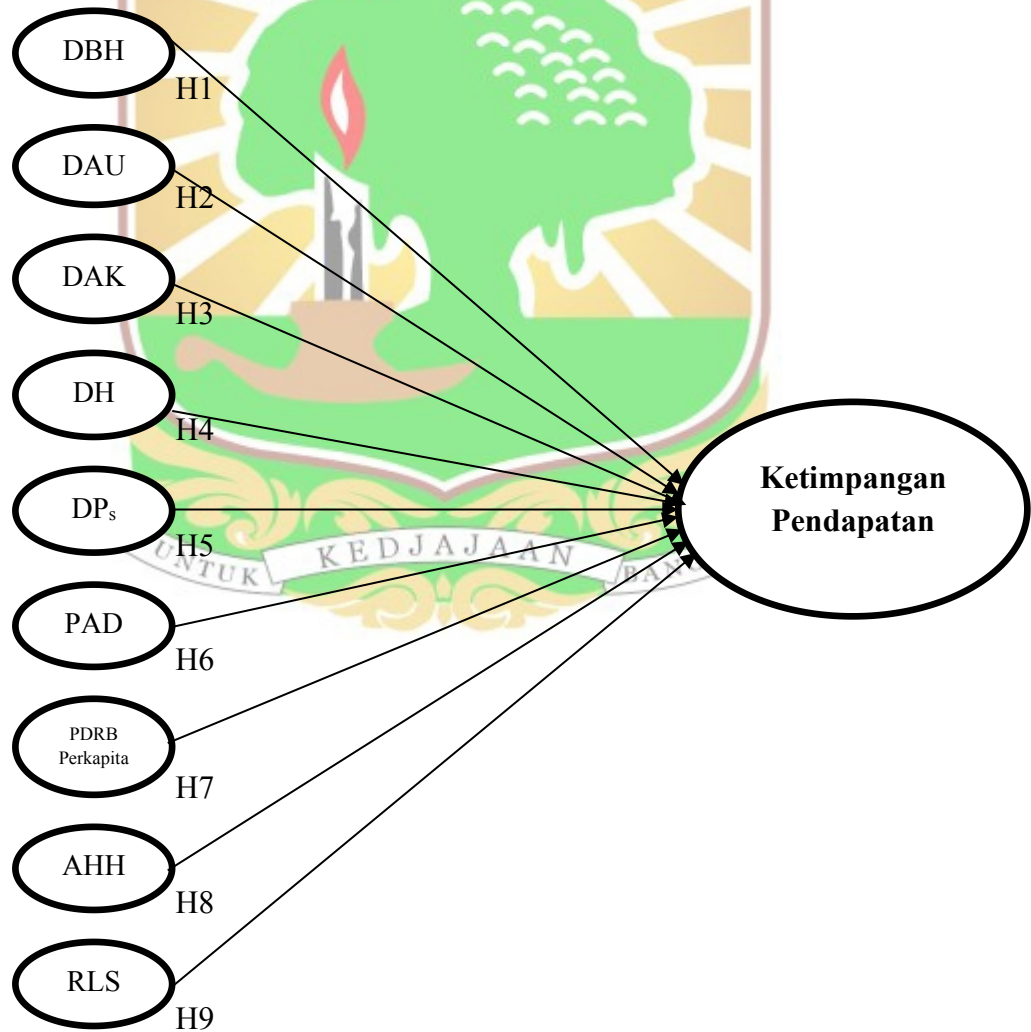 DBH
H1
DAU
H2
DAK
H3
DH
H4
DPs
H5
PAD
H6
PDRB
Perkapita
H7
AHH
H8
RLS
H9
Ketimpangan
Pendapatan
UNTUK KEDJAJAAN